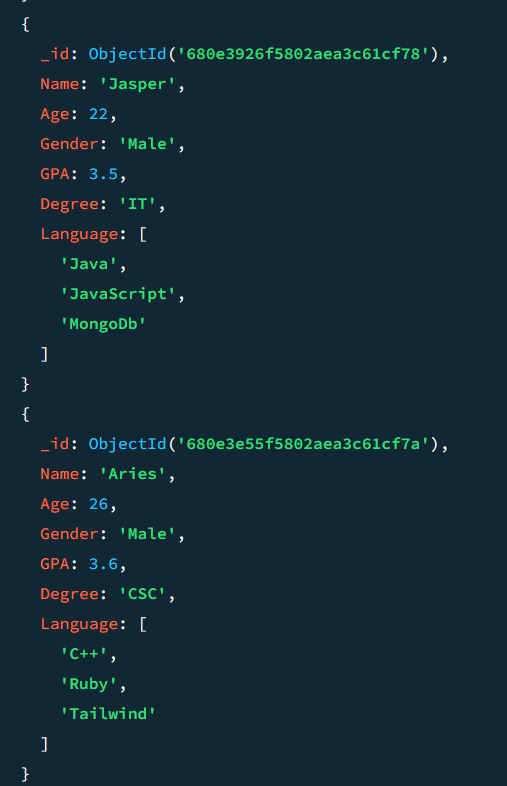 }
{
_id: ObjectId('680e3926f5802aea3c61cf78'),
Name: 'Jasper',
Age: 22,
Gender: 'Male',
GPA: 3.5,
Degree: 'IT',
Language: [
'Java',
'JavaScript',
'MongoDb'
]
}
{
_id: ObjectId('680e3e55f5802aea3c61cf7a'),
Name: 'Aries',
Age: 26,
Gender: 'Male',
GPA: 3.6,
Degree: 'CSC',
Language: [
'C++',
'Ruby',
'Tailwind'
]
}